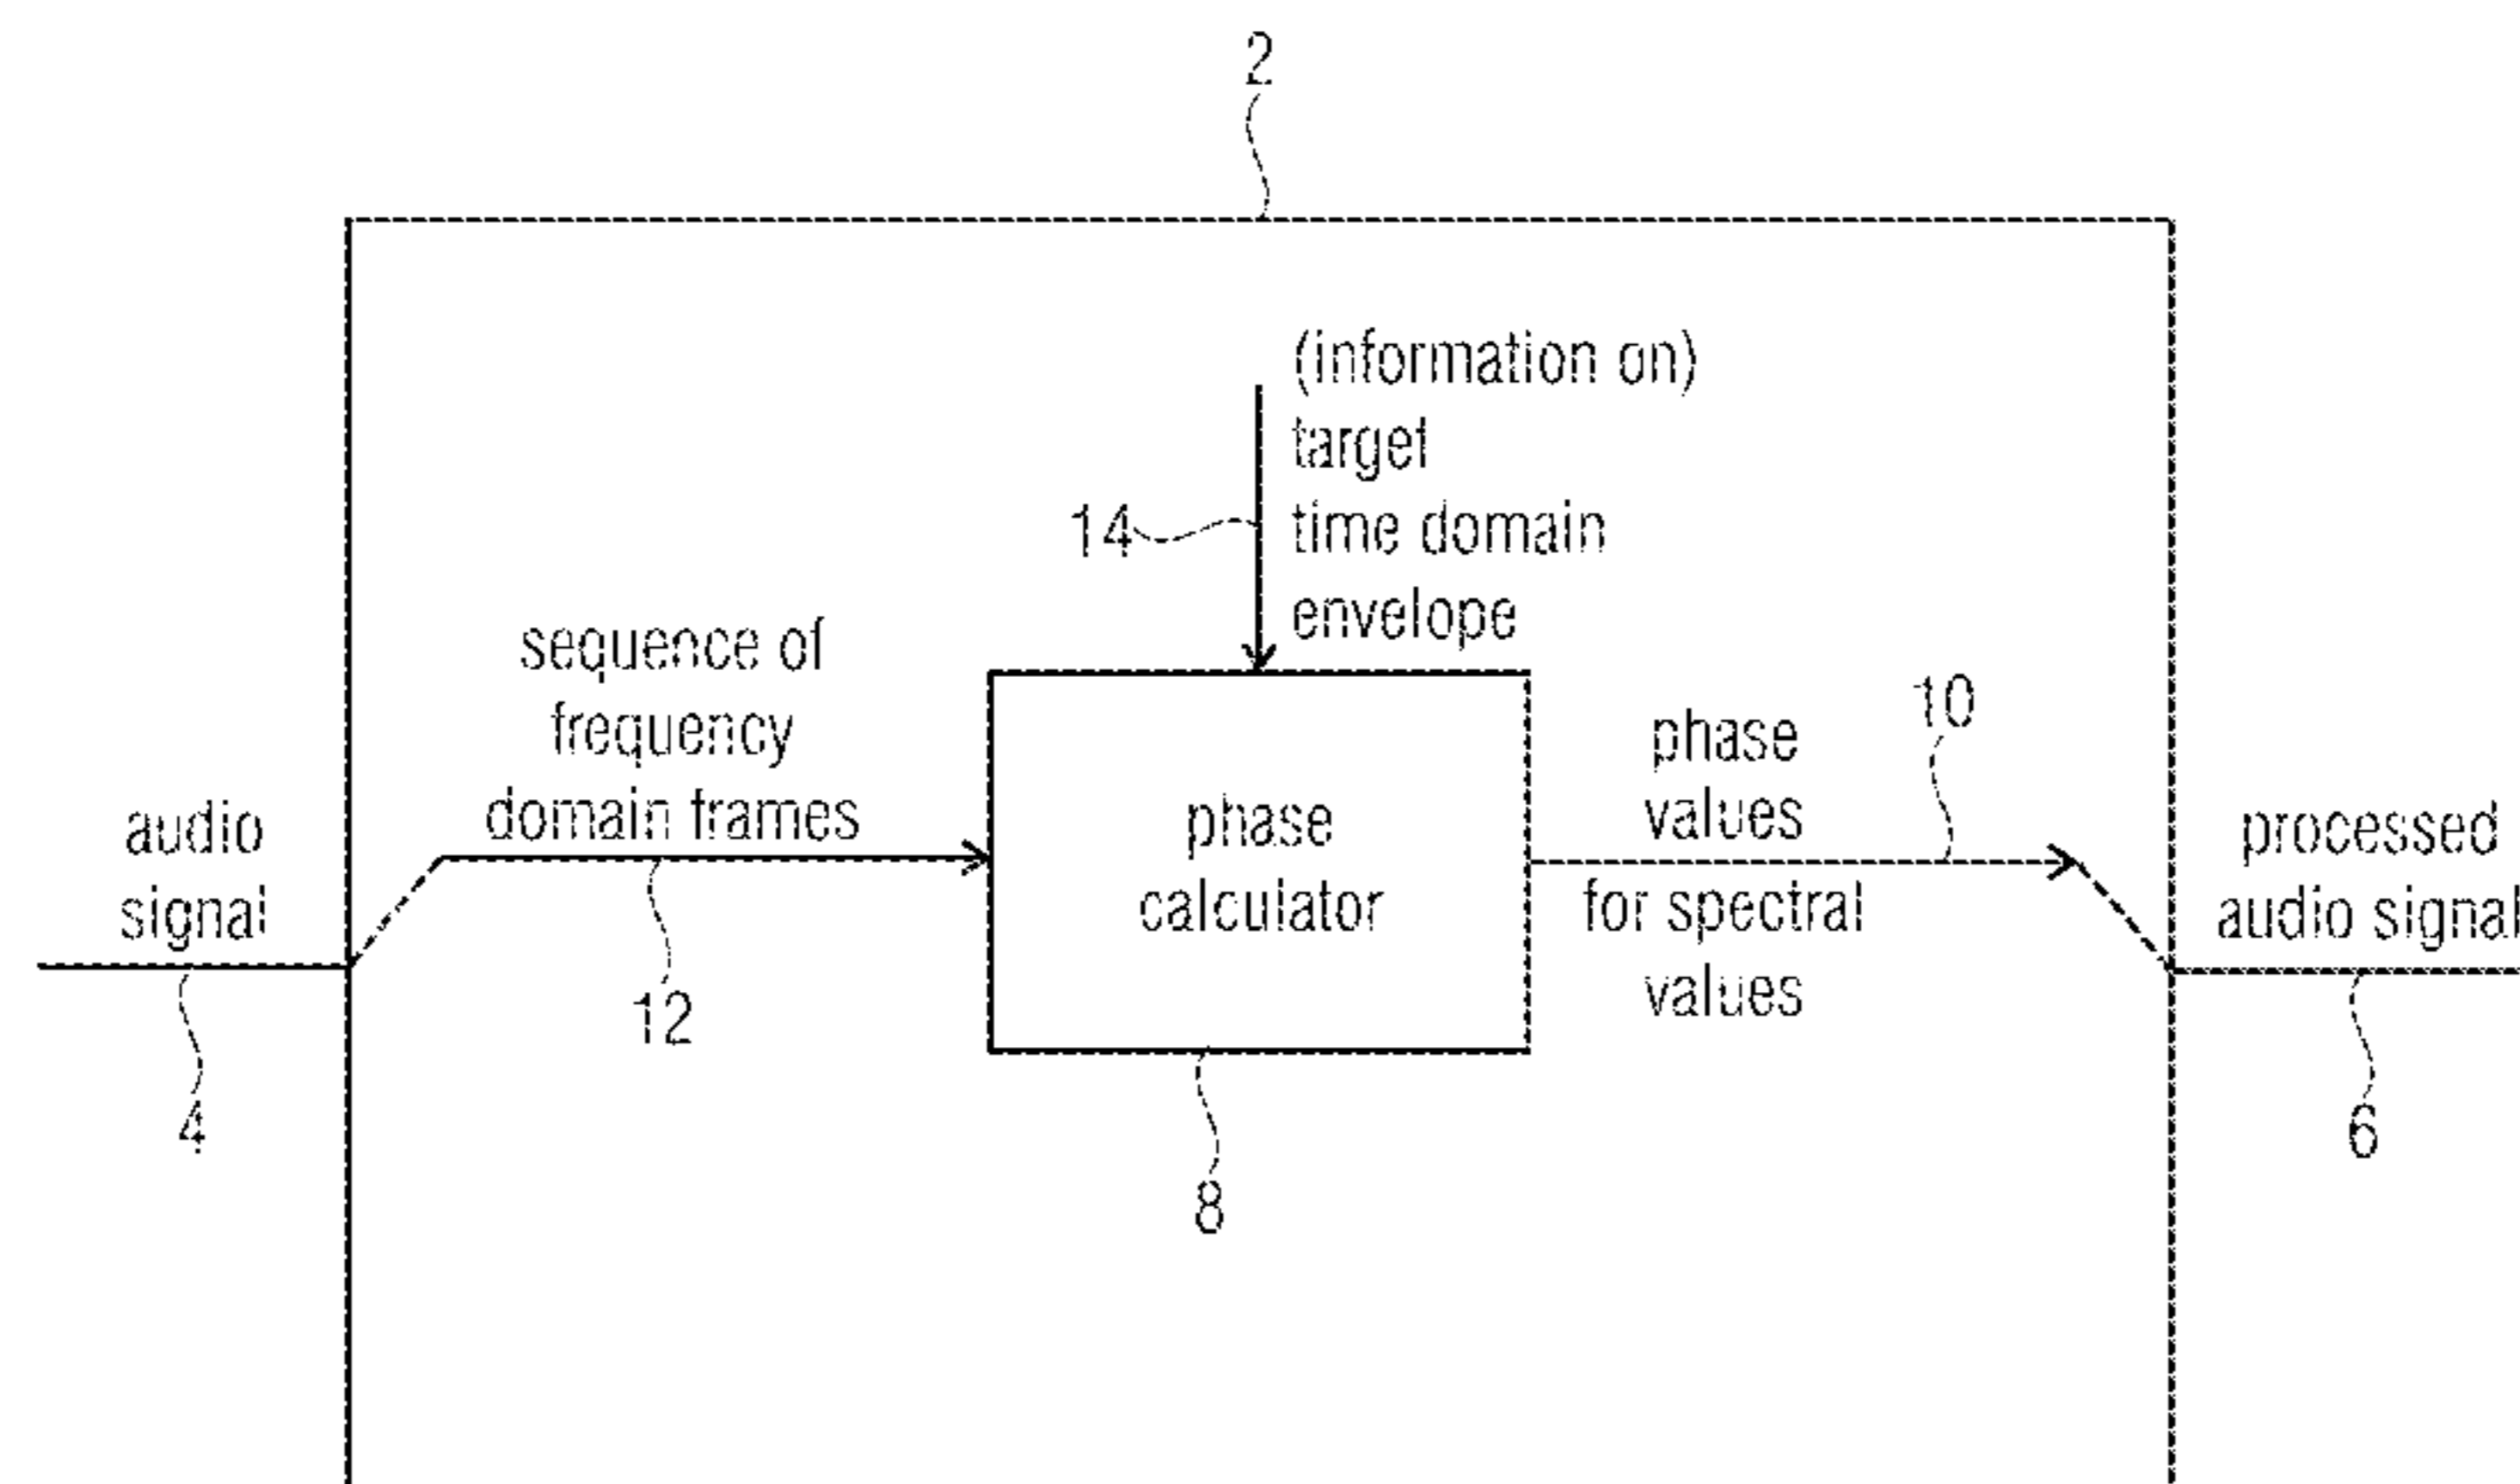 2
(information on)
target
time domain
envelope
14
sequence of
frequency
domain frames
12
audio
signal
4
phase
calculator
8
phase
values
for spectral
values
10
processed
audio signal
6